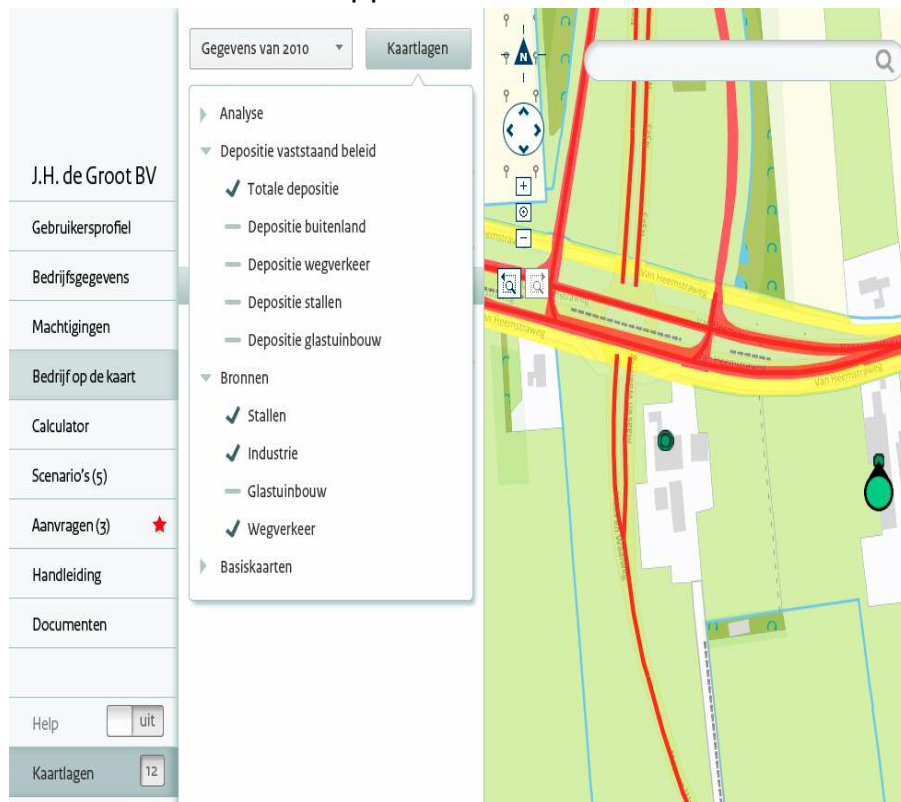 J.H. de Groot BV
Gebruikersprofiel
Bedrijfsgegevens
Machtigingen
Bedrijf op de kaart
Calculator
Scenario's (5)
Aanvragen (3)
Handleiding
Documenten
Help uit
Kaartlagen 12
Gegevens van 2010 Kaartlagen
Analyse
Depositie vaststaand beleid
Totale depositie
Depositie buitenland
Depositie wegverkeer
Depositie stallen
Depositie glastuinbouw
Bronnen
Stallen
Industrie
Glastuinbouw
Wegverkeer
Basiskaarten
N
Van Heemstraweg
Van Heemstraweg
Van Heemstraweg